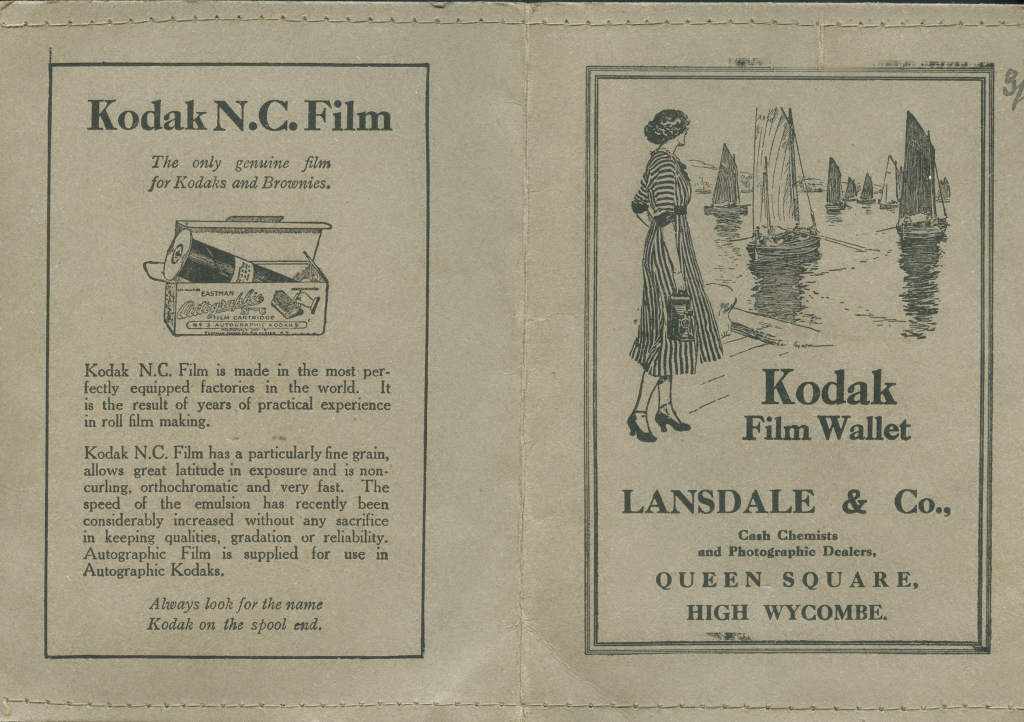 Kodak N.C. Film
The only genuine film
for Kodaks and Brownies.
EASTMAN
Autographic
FILM CARTRIDGE
No 3 AUTOGRAPHIC KODAKS
Kodak N.C. Film is made in the most per-
fectly equipped factories in the world. It
is the result of years of practical experience
in roll film making.
Kodak N.C. Film has a particularly fine grain,
allows great latitude in exposure and is non-
curling, orthochromatic and very fast. The
speed of the emulsion has recently been
considerably increased without any sacrifice
in keeping qualities, gradation or reliability.
Autographic Film is supplied for use in
Autographic Kodaks.
Always look for the name
Kodak on the spool end.
3/
Kodak
Film Wallet
LANSDALE & Co.,
Cash Chemists
and Photographic Dealers,
QUEEN SQUARE,
HIGH WYCOMBE.